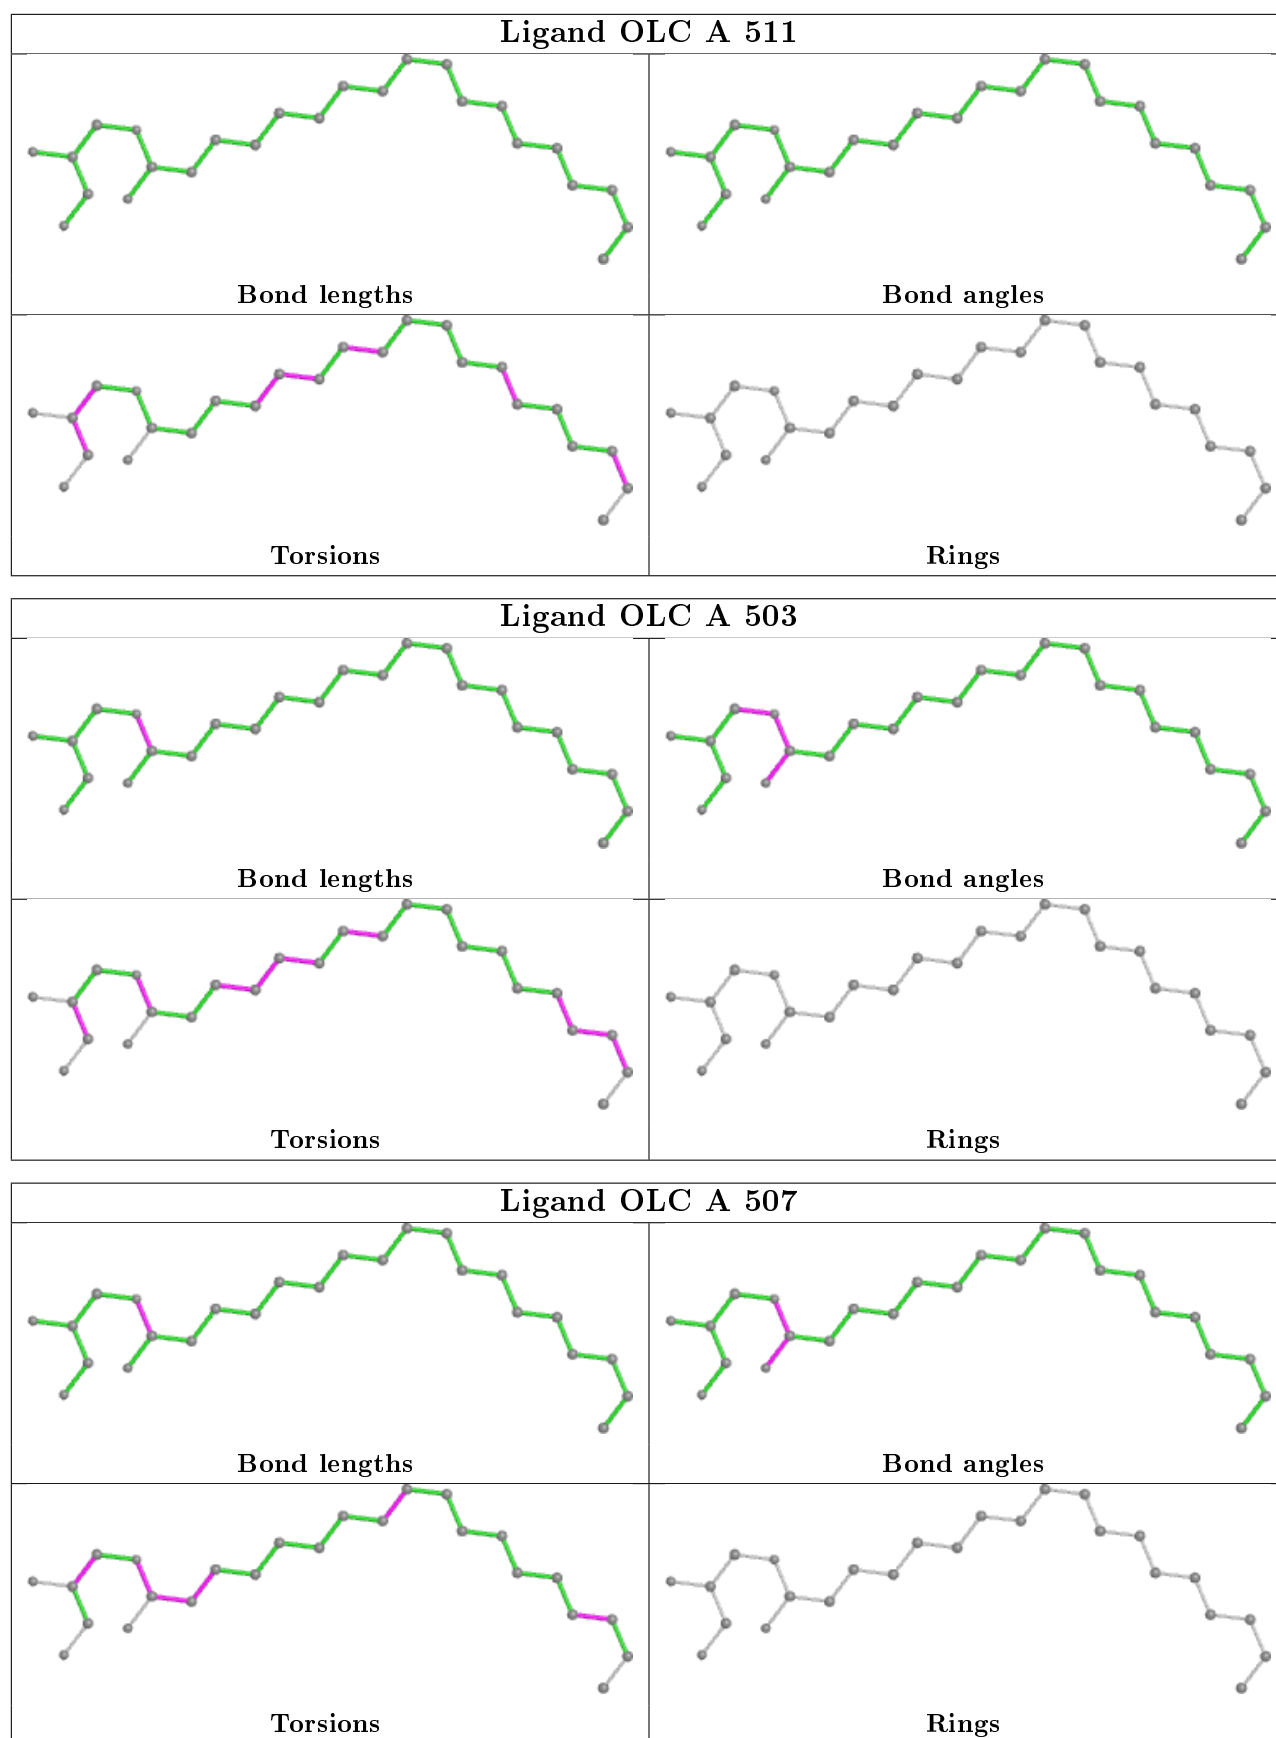 Ligand OLC A 511
Bond lengths
Bond angles
Torsions
Rings
Ligand OLC A 503
Bond lengths
Bond angles
Torsions
Rings
Ligand OLC A 507
Bond lengths
Bond angles
Torsions
Rings